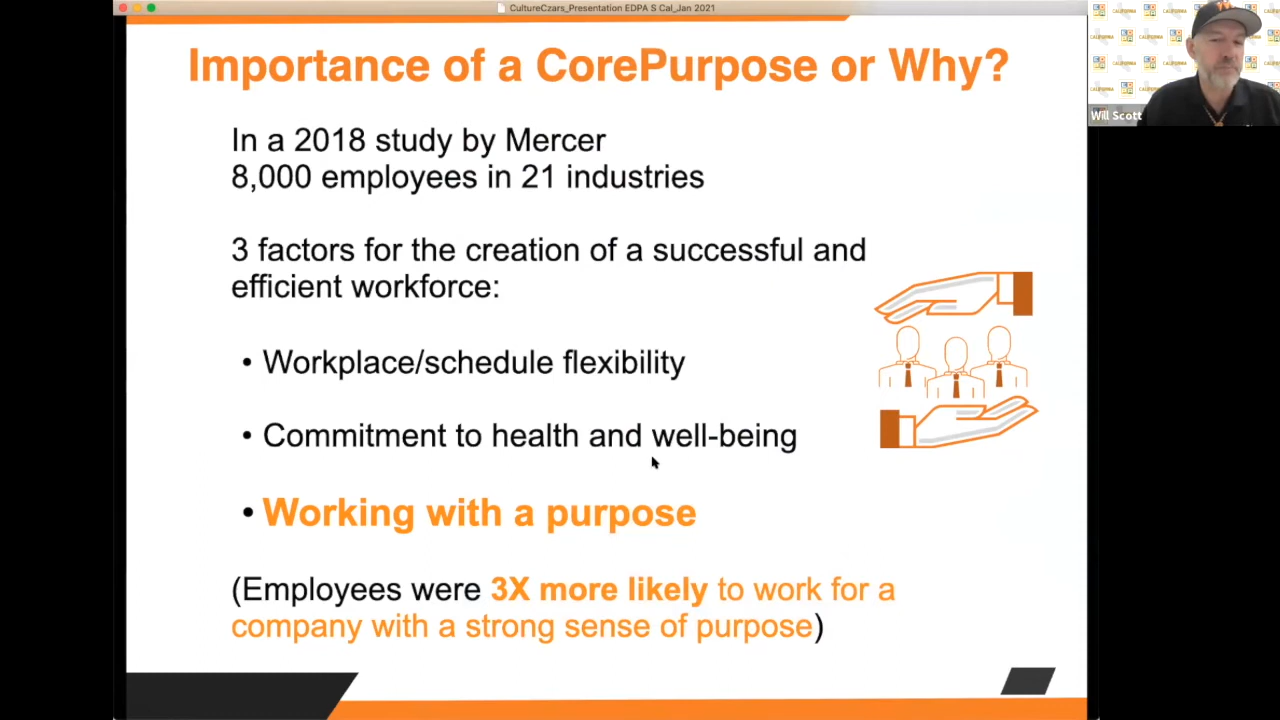 CultureCzars_Presentation EDPA S Cal_Jan 2021
Importance of a CorePurpose or Why?
In a 2018 study by Mercer
8,000 employees in 21 industries
3 factors for the creation of a successful and
efficient workforce:
• Workplace/schedule flexibility
• Commitment to health and well-being
• Working with a purpose
(Employees were 3X more likely to work for a
company with a strong sense of purpose)
Will Scott
CALIFORNIA
CALIFORNIA
CALIFORNIA